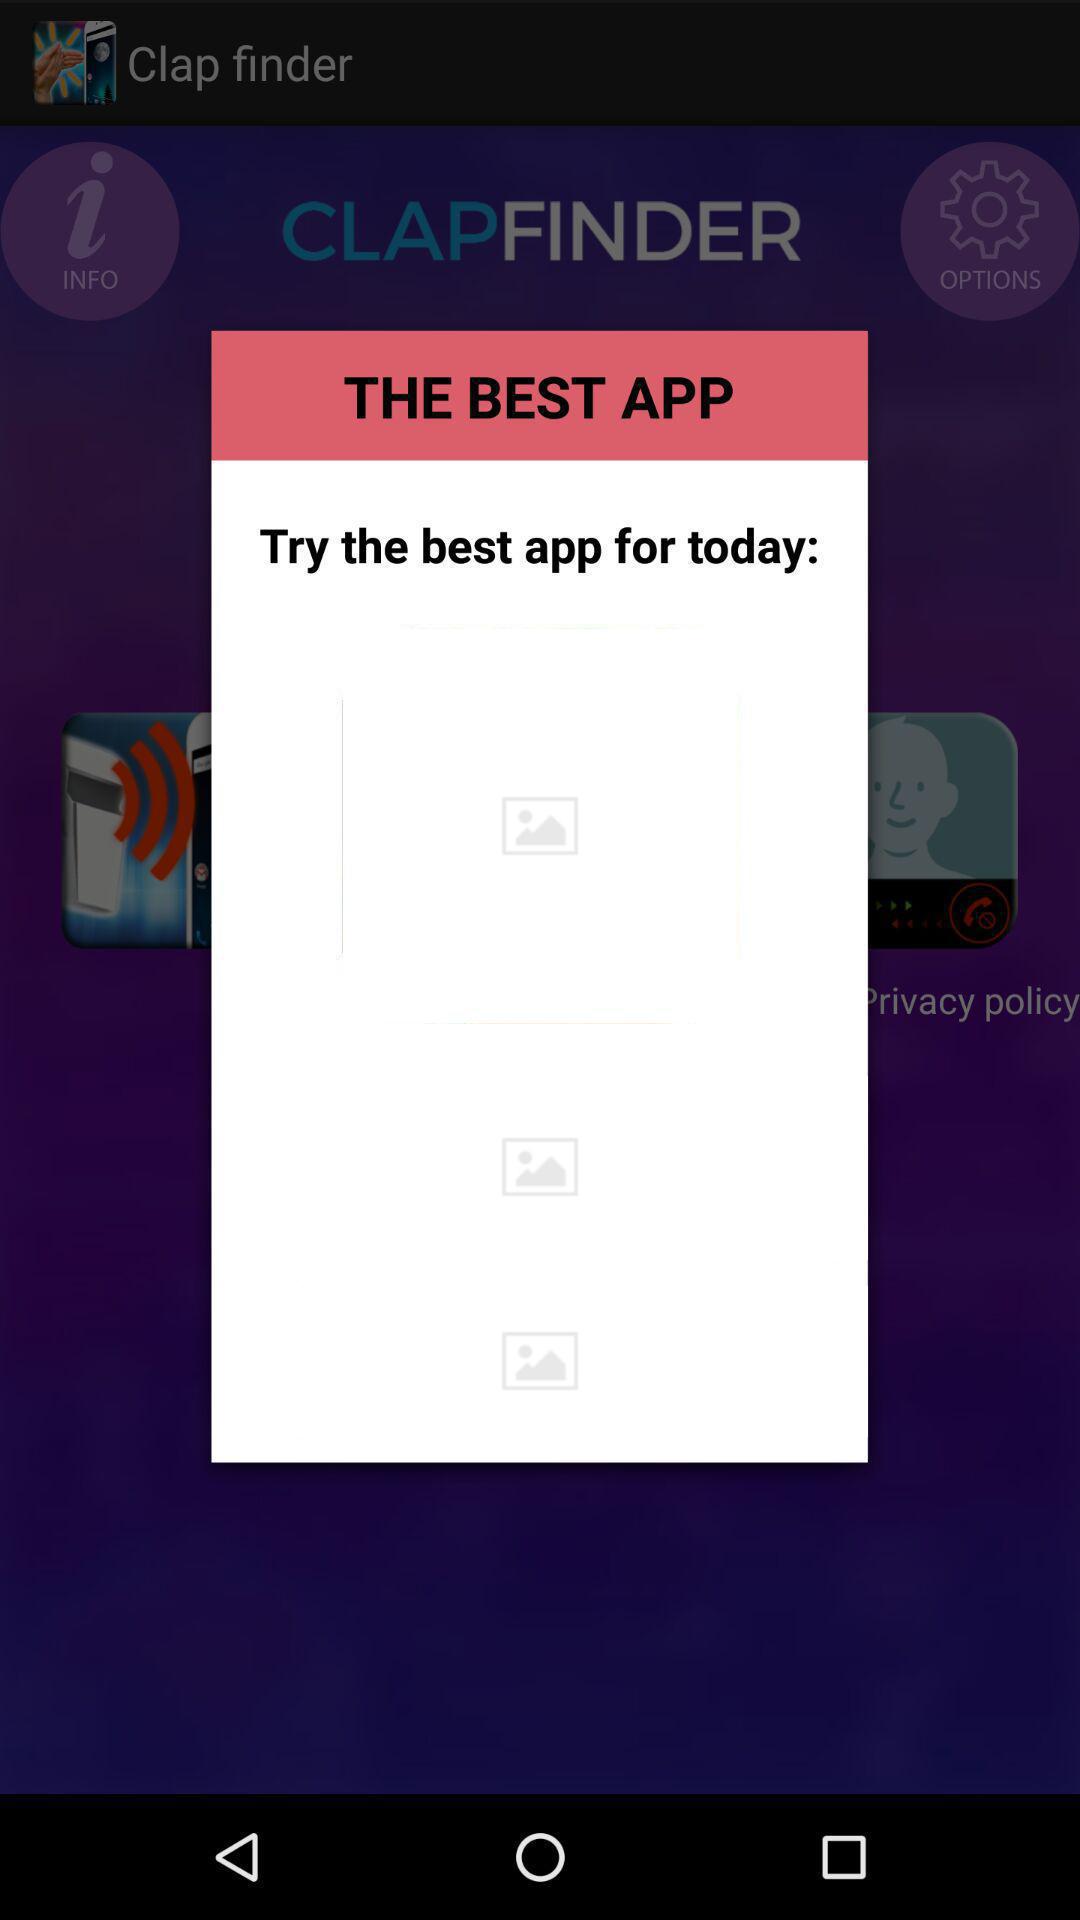 Clap finder
INFO
CLAPFINDER
OPTIONS
THE BEST APP
Try the best app for today:
Privacy policy